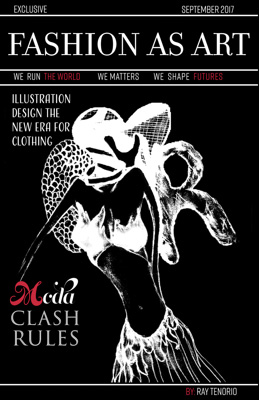 EXCLUSIVE SEPTEMBER 2017
FASHION AS ART
WE RUN THE WORLD WE MATTERS WE SHAPE FUTURES
ILLUSTRATION
DESIGN THE
NEW ERA FOR
CLOTHING
Moda
CLASH
RULES
BY: RAY TENORIO